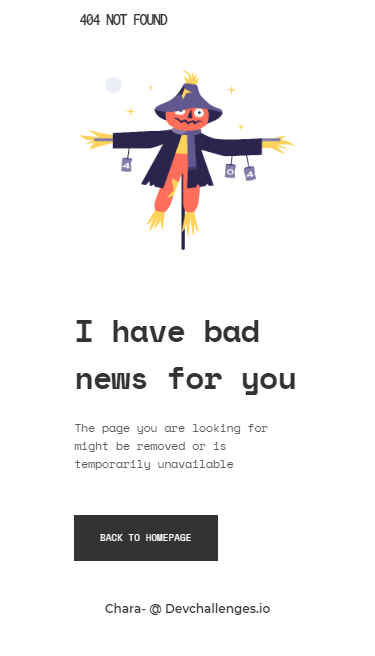 404 NOT FOUND
4
0
4
I have bad
news for you
The page you are looking for
might be removed or is
temporarily unavailable
BACK TO HOMEPAGE
Chara- @ Devchallenges.io